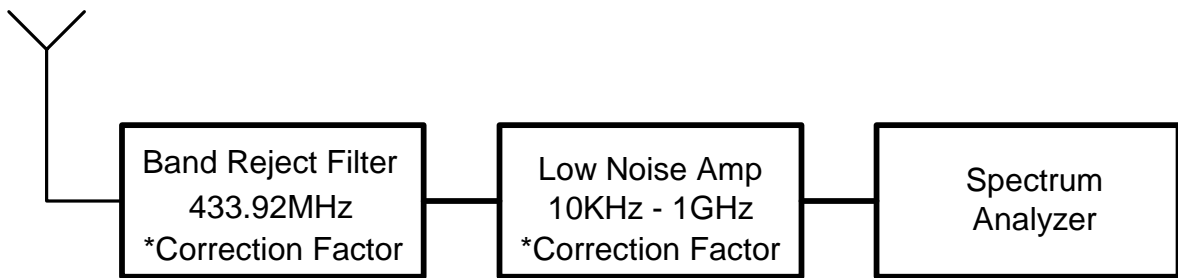 Band Reject Filter
433.92MHz
*Correction Factor
Low Noise Amp
10KHz - 1GHz
*Correction Factor
Spectrum
Analyzer